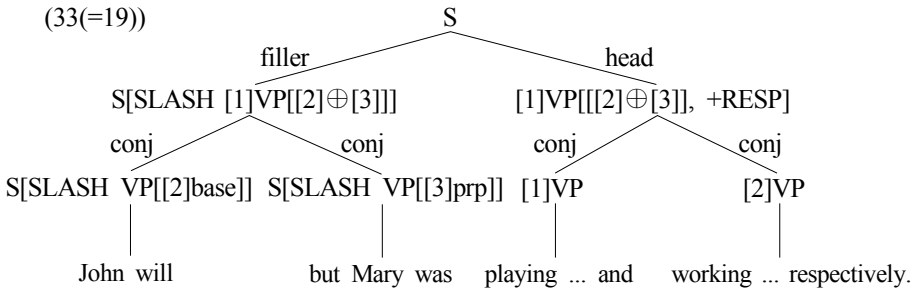 (33(=19)) S
filler head
S[SLASH [1]VP[[2]⊕[3]]] [1]VP[[[2]⊕[3]], +RESP]
conj conj conj conj
S[SLASH VP[[2]base]] S[SLASH VP[[3]prp]] [1]VP [2]VP
John will but Mary was playing ... and working ... respectively.